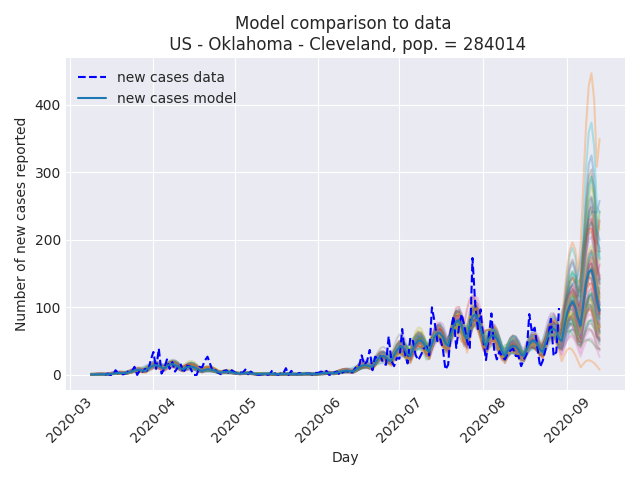 Model comparison to data
US - Oklahoma - Cleveland, pop. = 284014
new cases data
new cases model
Number of new cases reported
400
300
200
100
0
2020-03
2020-04
2020-05
2020-06
2020-07
2020-08
2020-09
Day